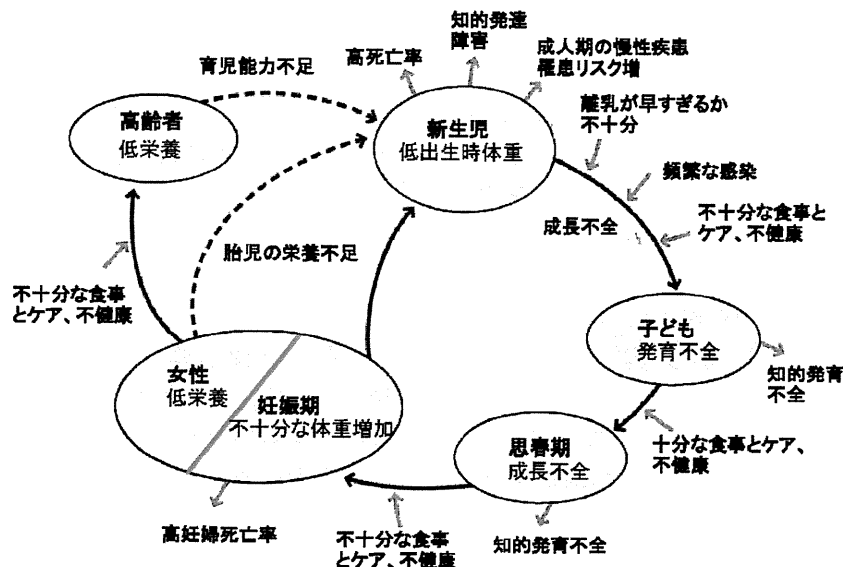 知的発達
障害
高死亡率
成人期の慢性疾患
罹患リスク増
育児能力不足
離乳が早すぎるか
不十分
高齢者
低栄養
新生児
低出生時体重
頻繁な感染
不十分な食事と
ケア、不健康
成長不全
胎児の栄養不足
不十分な食事
とケア、不健康
子ども
発育不全
知的発育
不全
女性
低栄養
妊娠期
不十分な体重増加
思春期
成長不全
十分な食事とケア、
不健康
高妊婦死亡率
不十分な食事
とケア、不健康
知的発育不全